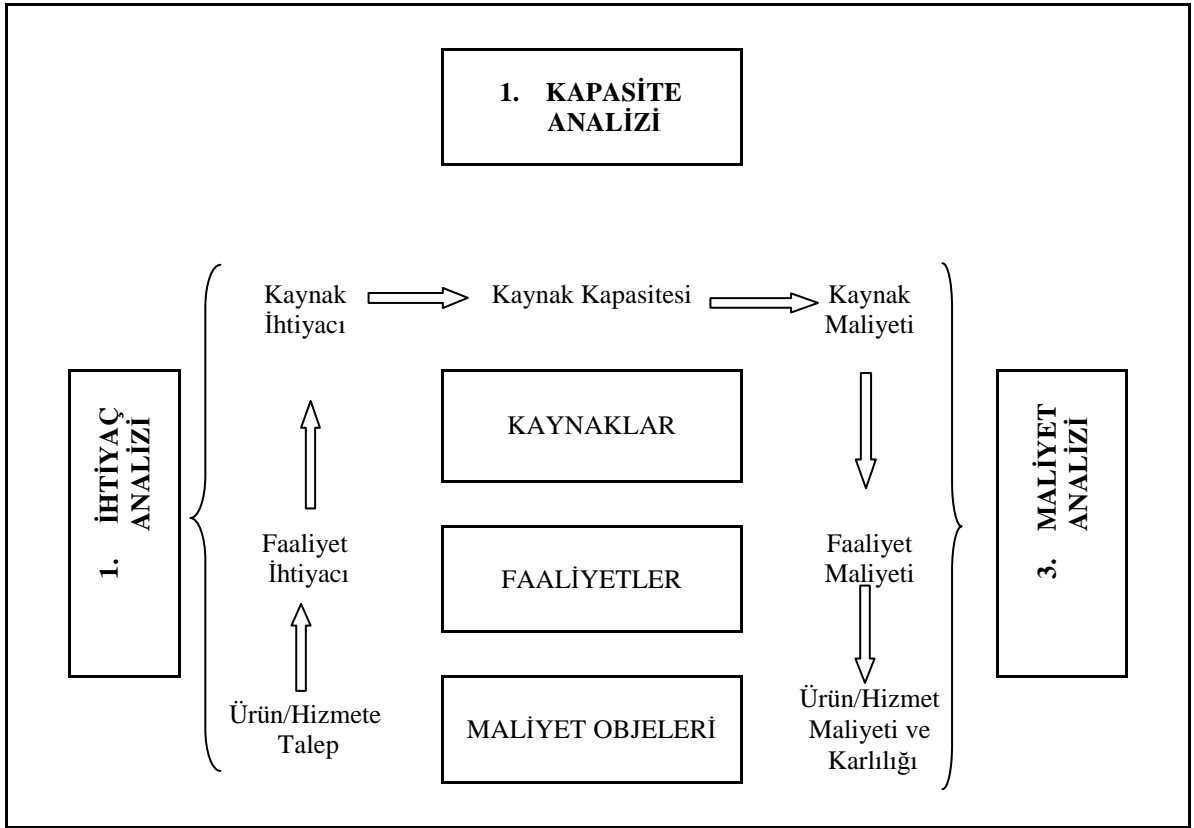 1. KAPASİTE
ANALİZİ
Kaynak
İhtiyacı
Kaynak Kapasitesi
Kaynak
Maliyeti
1. İHTİYAÇ
ANALİZİ
KAYNAKLAR
3. MALİYET
ANALİZİ
Faaliyet
İhtiyacı
FAALİYETLER
Faaliyet
Maliyeti
Ürün/Hizmete
Talep
MALİYET OBJELERİ
Ürün/Hizmet
Maliyeti ve
Karlılığı